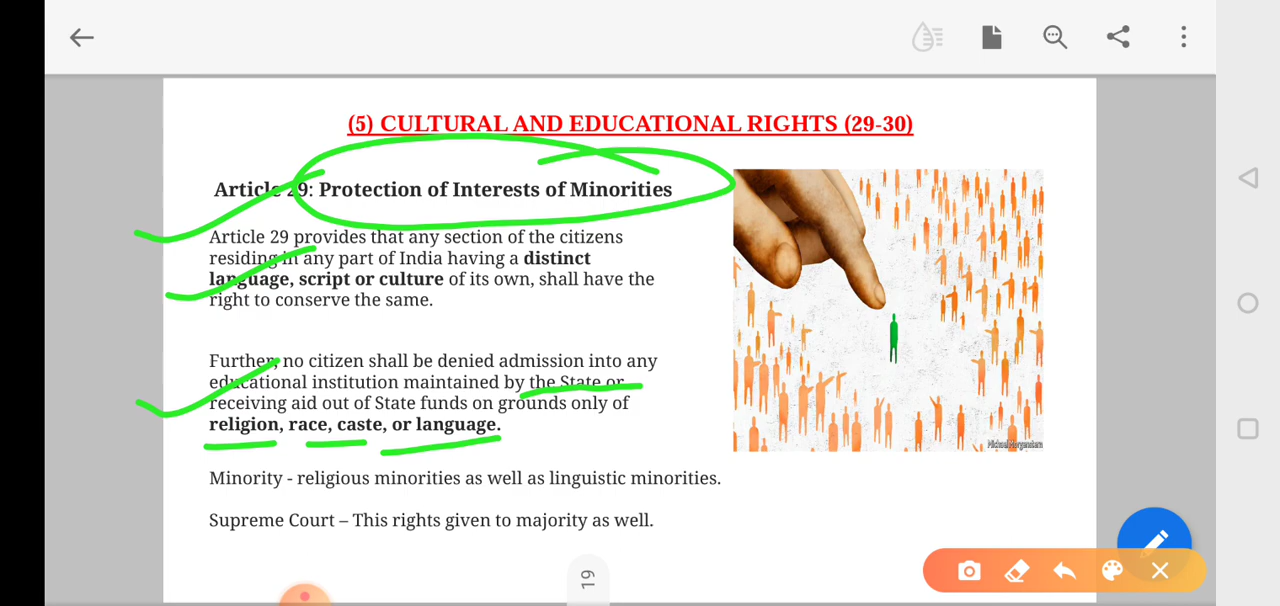 (5) CULTURAL AND EDUCATIONAL RIGHTS (29-30)
Article 29: Protection of Interests of Minorities
Article 29 provides that any section of the citizens
residing in any part of India having a distinct
language, script or culture of its own, shall have the
right to conserve the same.
Further, no citizen shall be denied admission into any
educational institution maintained by the State or
receiving aid out of State funds on grounds only of
religion, race, caste, or language.
Minority - religious minorities as well as linguistic minorities.
Supreme Court – This rights given to majority as well.
19